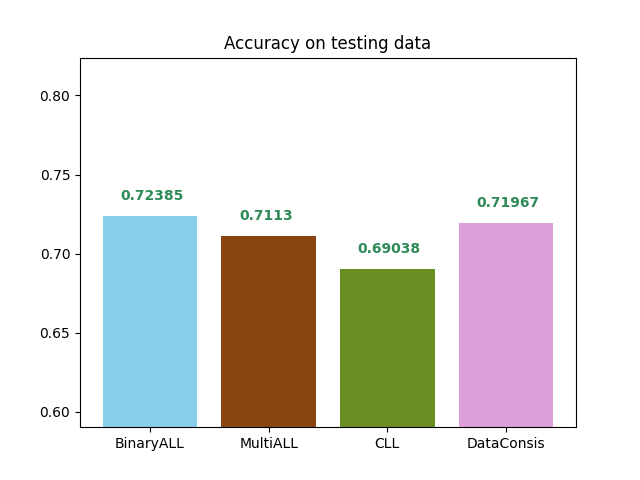 Accuracy on testing data
0.80
0.75
0.70
0.65
0.60
0.72385
0.7113
0.69038
0.71967
BinaryALL
MultiALL
CLL
DataConsis